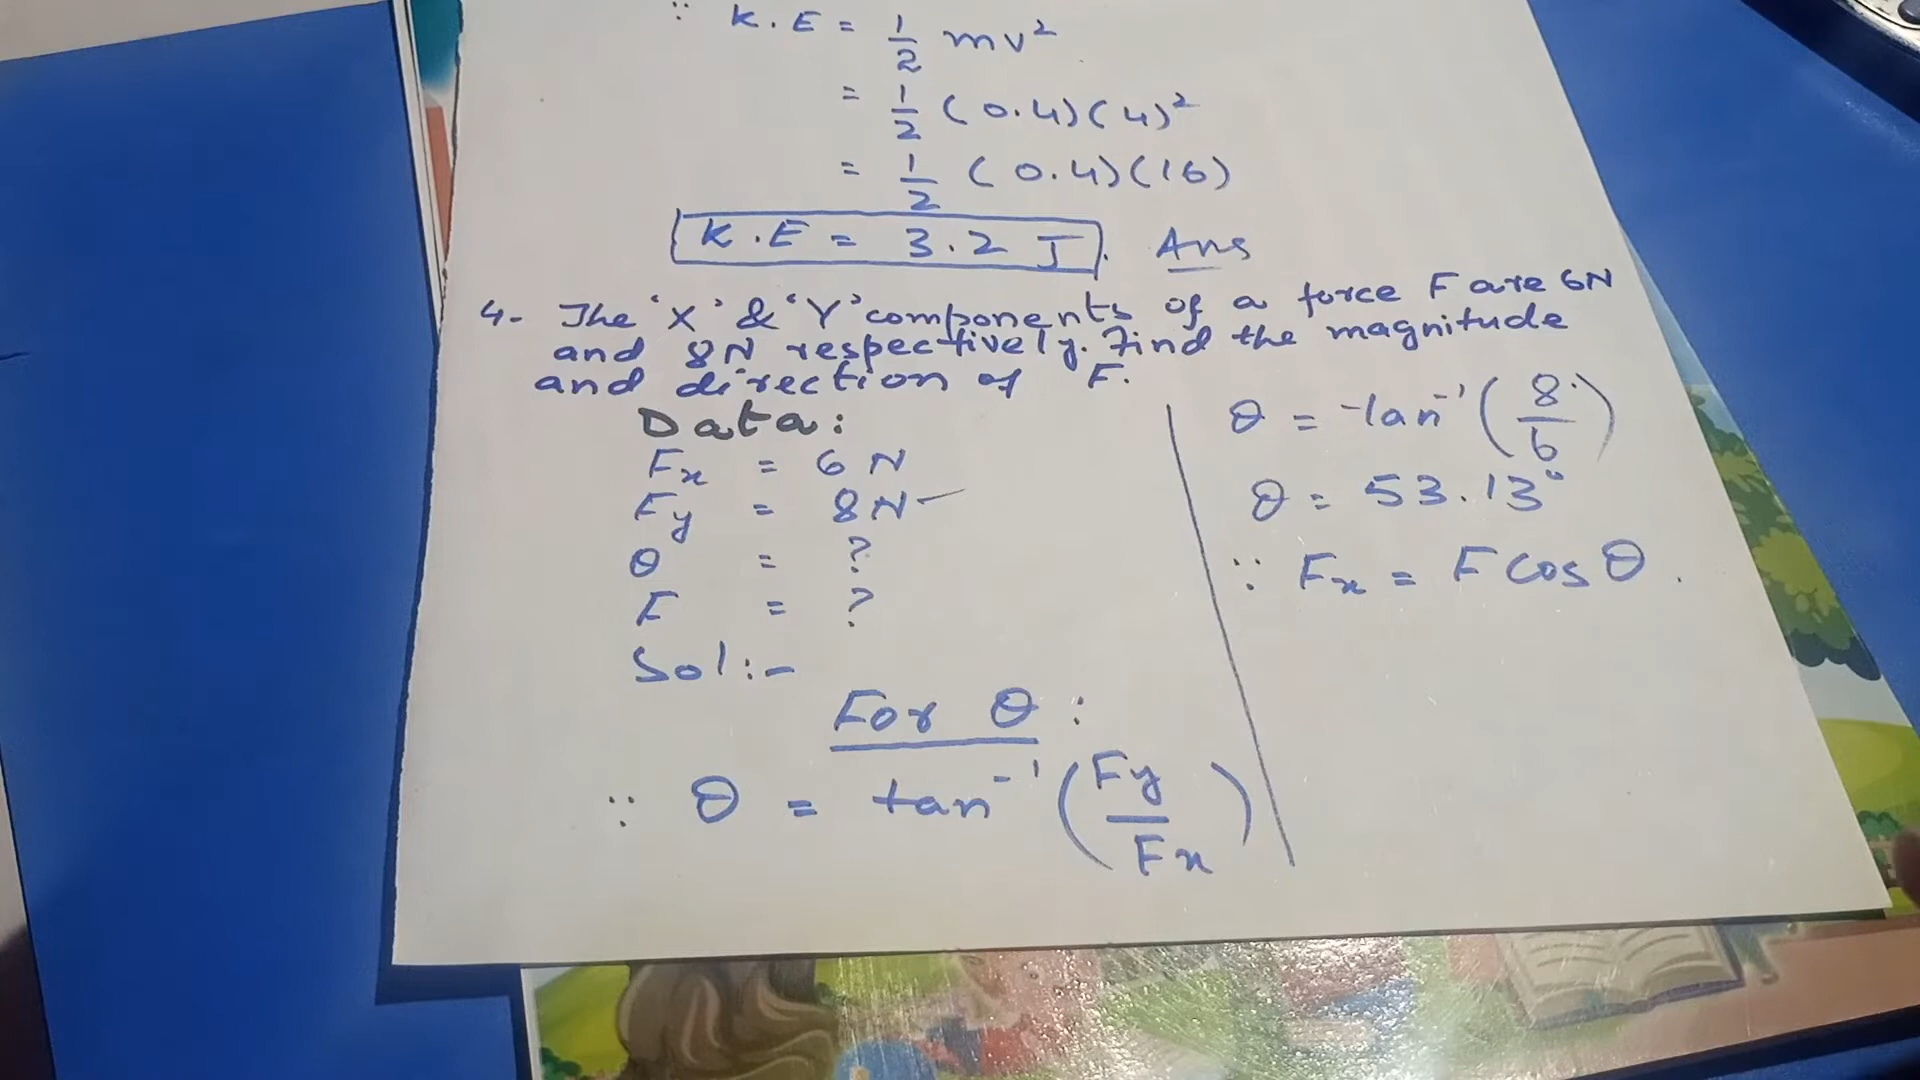 ∵ K.E = 1/2 mv²
= 1/2 (0.4)(4)²
= 1/2 (0.4)(16)
K.E = 3.2 J. Ans
4- The 'X' & 'Y' components of a force F are 6N
and 8N respectively. Find the magnitude
and direction of F.
Data:
Fx = 6 N
Fy = 8N
θ = ?
F = ?
Sol:-
For θ:
∵ θ = tan⁻¹ (Fy/Fx)
θ = tan⁻¹ (8/6)
θ = 53.13°
∵ Fx = F Cos θ.